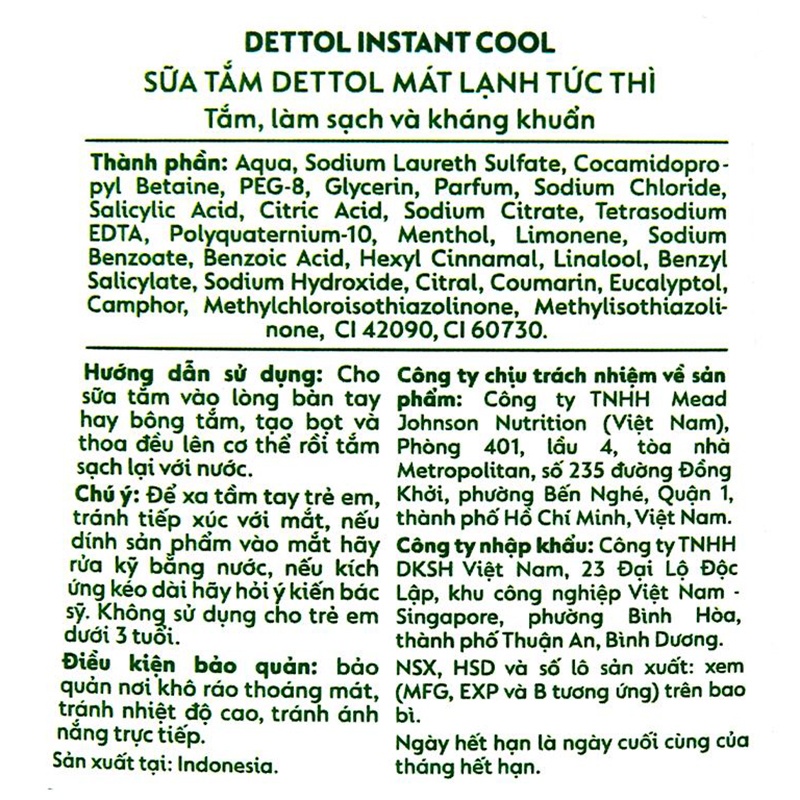 DETTOL INSTANT COOL
SỮA TẮM DETTOL MÁT LẠNH TỨC THÌ
Tắm, làm sạch và kháng khuẩn
Thành phần: Aqua, Sodium Laureth Sulfate, Cocamidopro-
pyl Betaine, PEG-8, Glycerin, Parfum, Sodium Chloride,
Salicylic Acid, Citric Acid, Sodium Citrate, Tetrasodium
EDTA, Polyquaternium-10, Menthol, Limonene, Sodium
Benzoate, Benzoic Acid, Hexyl Cinnamal, Linalool, Benzyl
Salicylate, Sodium Hydroxide, Citral, Coumarin, Eucalyptol,
Camphor, Methylchloroisothiazolinone, Methylisothiazoli-
none, CI 42090, CI 60730.
Hướng dẫn sử dụng: Cho
sữa tắm vào lòng bàn tay
hay bông tắm, tạo bọt và
thoa đều lên cơ thể rồi tắm
sạch lại với nước.
Chú ý: Để xa tầm tay trẻ em,
tránh tiếp xúc với mắt, nếu
dính sản phẩm vào mắt hãy
rửa kỹ bằng nước, nếu kích
ứng kéo dài hãy hỏi ý kiến bác
sỹ. Không sử dụng cho trẻ em
dưới 3 tuổi.
Điều kiện bảo quản: bảo
quản nơi khô ráo thoáng mát,
tránh nhiệt độ cao, tránh ánh
nắng trực tiếp.
Sản xuất tại: Indonesia.
Công ty chịu trách nhiệm về sản
phẩm: Công ty TNHH Mead
Johnson Nutrition (Việt Nam),
Phòng 401, lầu 4, tòa nhà
Metropolitan, số 235 đường Đồng
Khởi, phường Bến Nghé, Quận 1,
thành phố Hồ Chí Minh, Việt Nam.
Công ty nhập khẩu: Công ty TNHH
DKSH Việt Nam, 23 Đại Lộ Độc
Lập, khu công nghiệp Việt Nam -
Singapore, phường Bình Hòa,
thành phố Thuận An, Bình Dương.
NSX, HSD và số lô sản xuất: xem
(MFG, EXP và B tương ứng) trên bao
bì.
Ngày hết hạn là ngày cuối cùng của
tháng hết hạn.